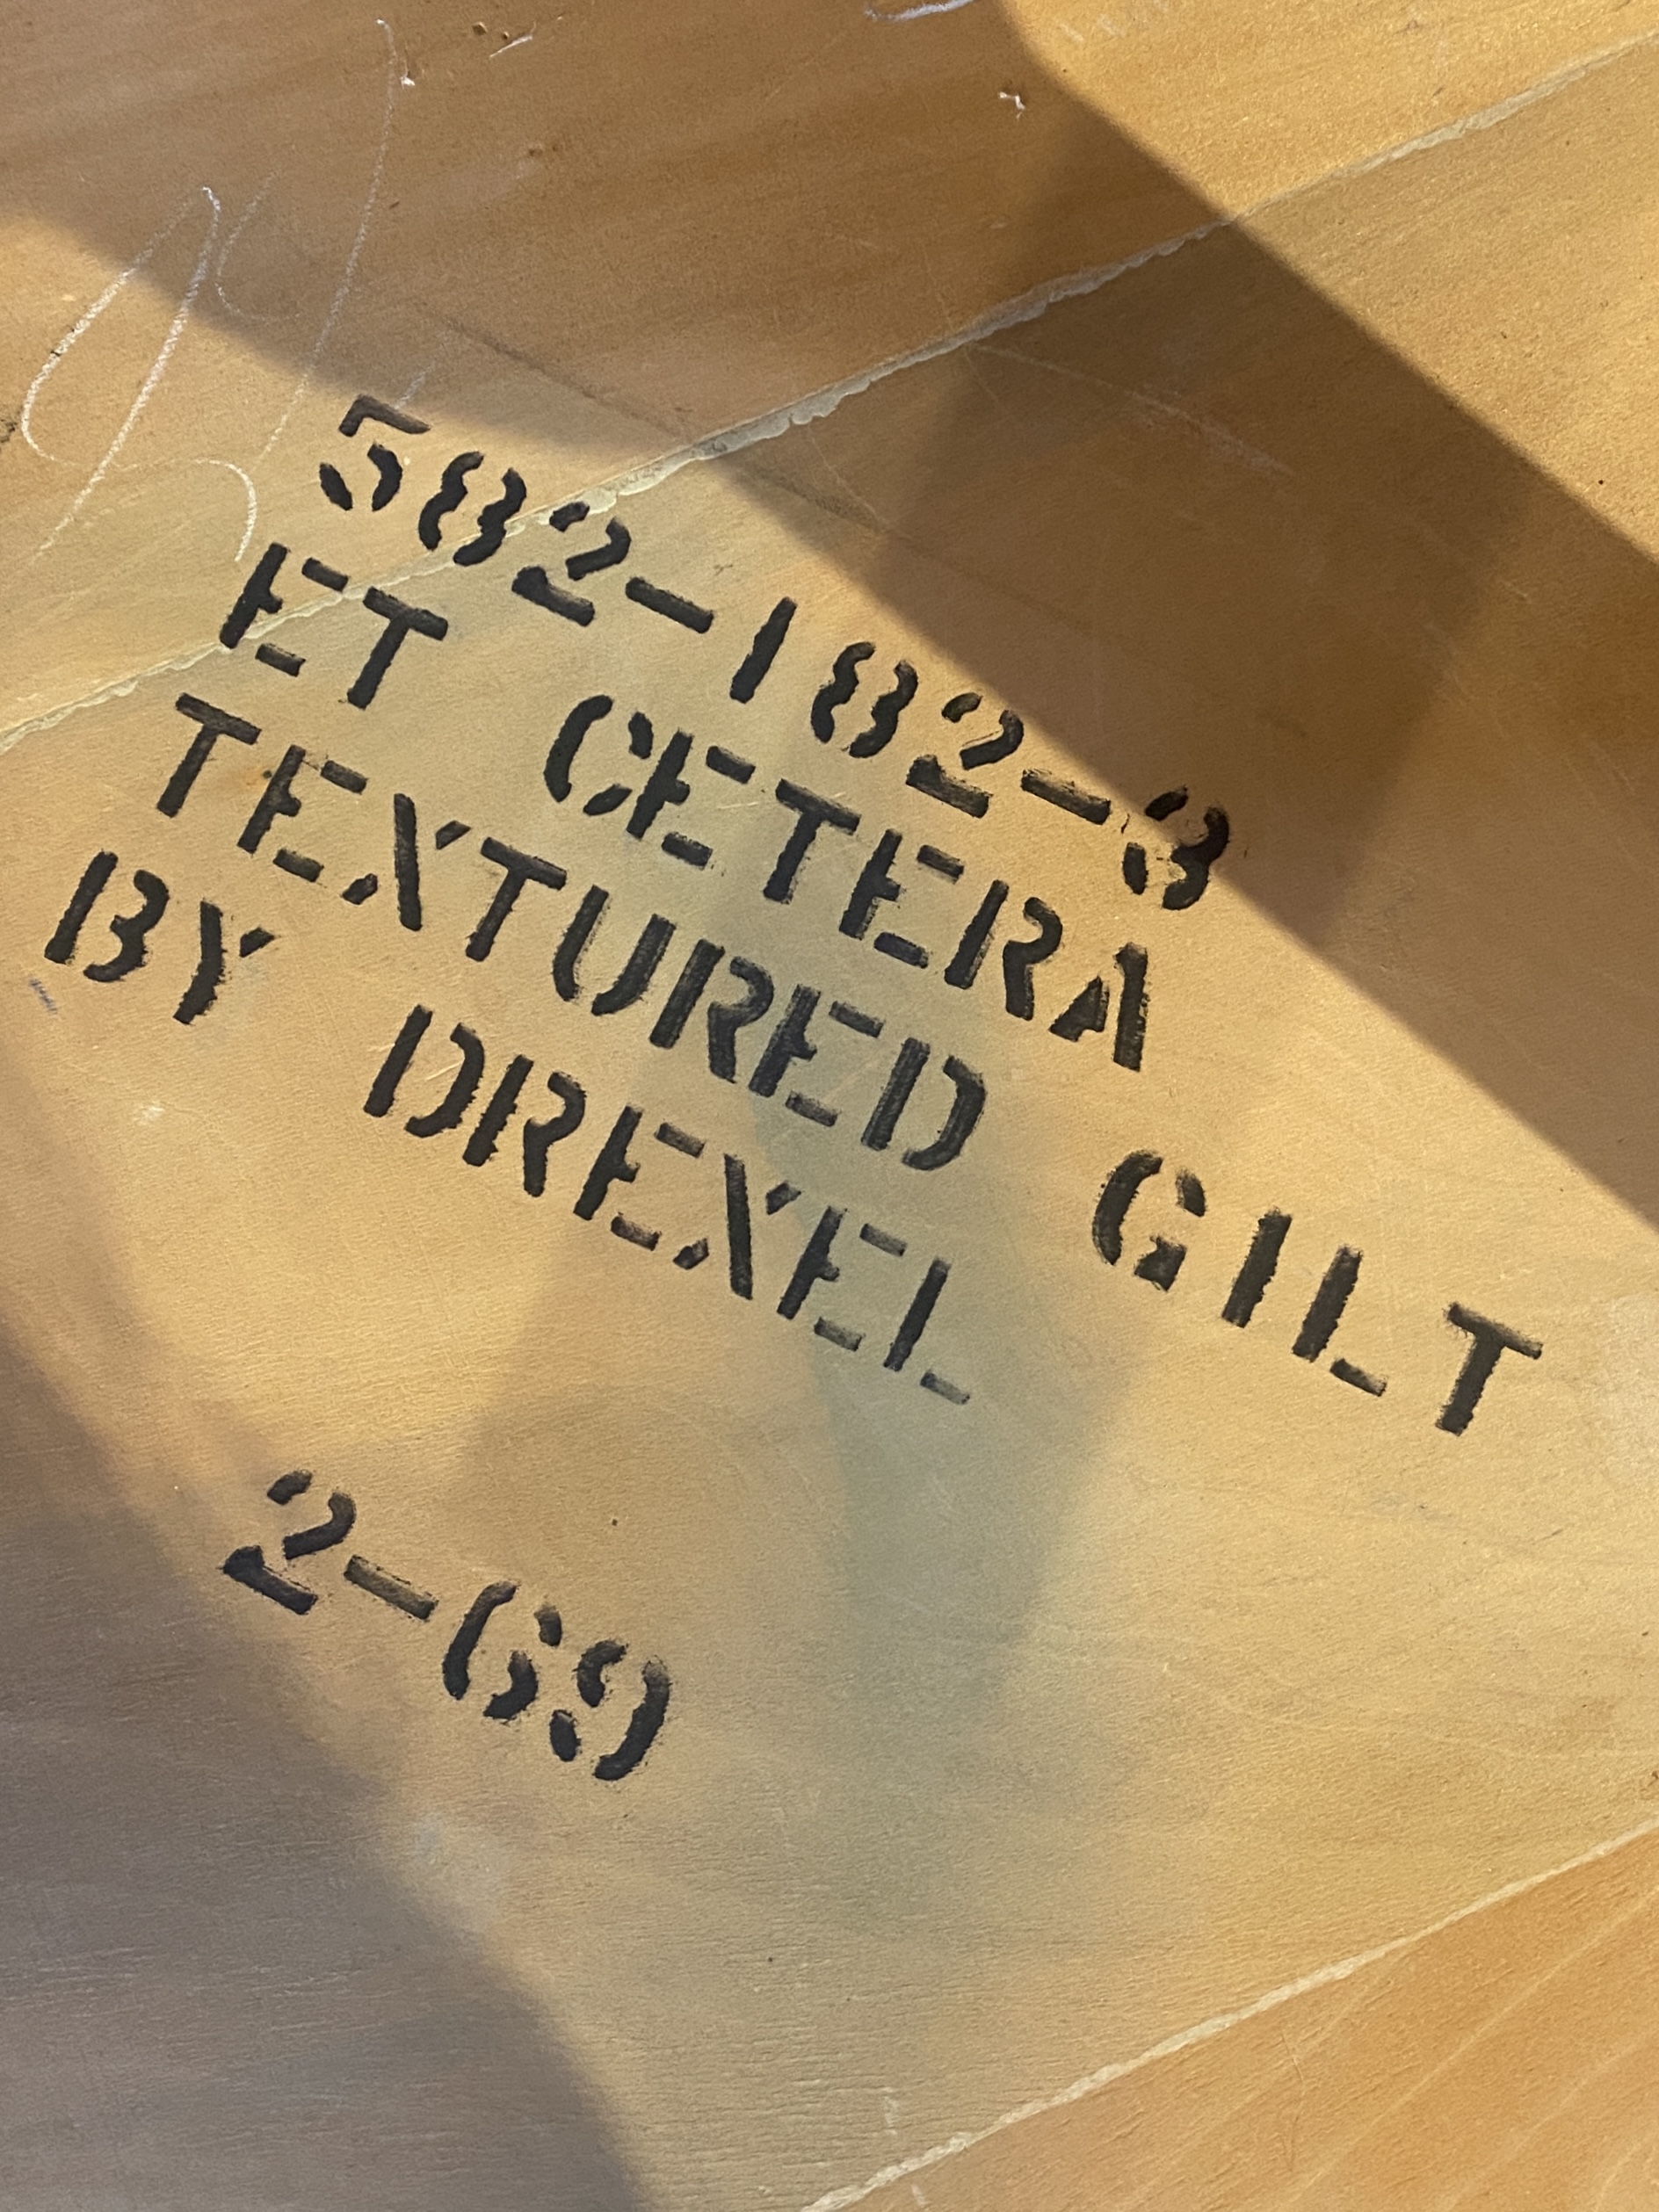 582-182-3
ET CETERA
TEXTURED GILT
BY DREXEL
2-69